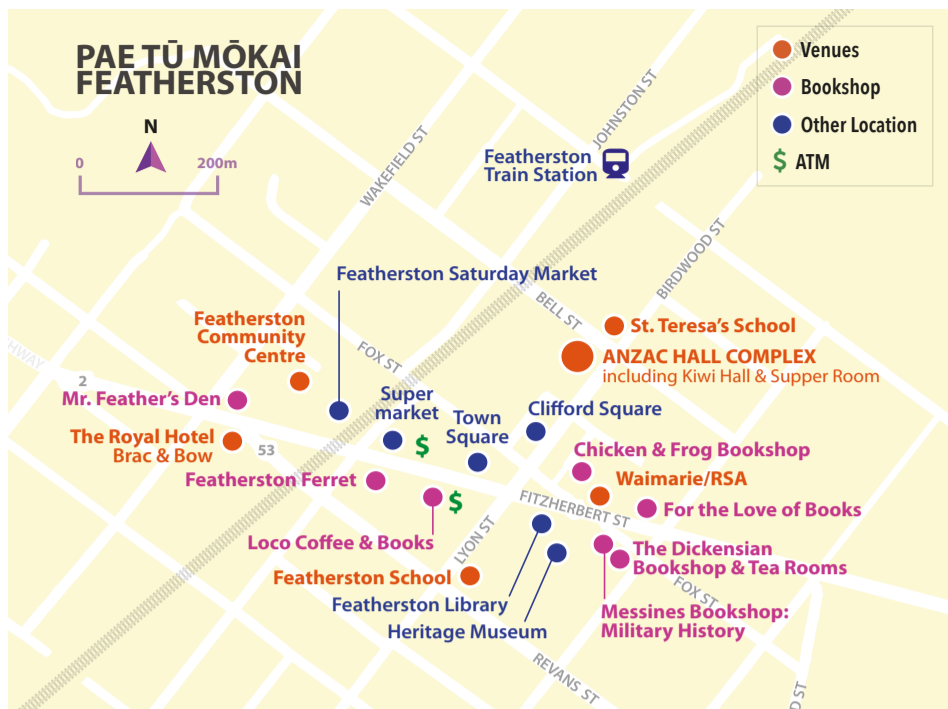 PAE TŪ MŌKAI
FEATHERSTON
N
0
200m
Venues
Bookshop
Other Location
$ ATM
JOHNSTON ST
WAKEFIELD ST
Featherston
Train Station
BIRDWOOD ST
Featherston Saturday Market
BELL ST
Featherston
Community
Centre
St. Teresa's School
FOX ST
ANZAC HALL COMPLEX
including Kiwi Hall & Supper Room
HWAY
2
Mr. Feather's Den
Super
market
$
Town
Square
Clifford Square
The Royal Hotel
Brac & Bow
53
Chicken & Frog Bookshop
Featherston Ferret
Waimarie/RSA
$
FITZHERBERT ST
For the Love of Books
Loco Coffee & Books
LYON ST
The Dickensian
Bookshop & Tea Rooms
Featherston School
FOX ST
Featherston Library
Messines Bookshop:
Military History
Heritage Museum
REVANS ST
D ST